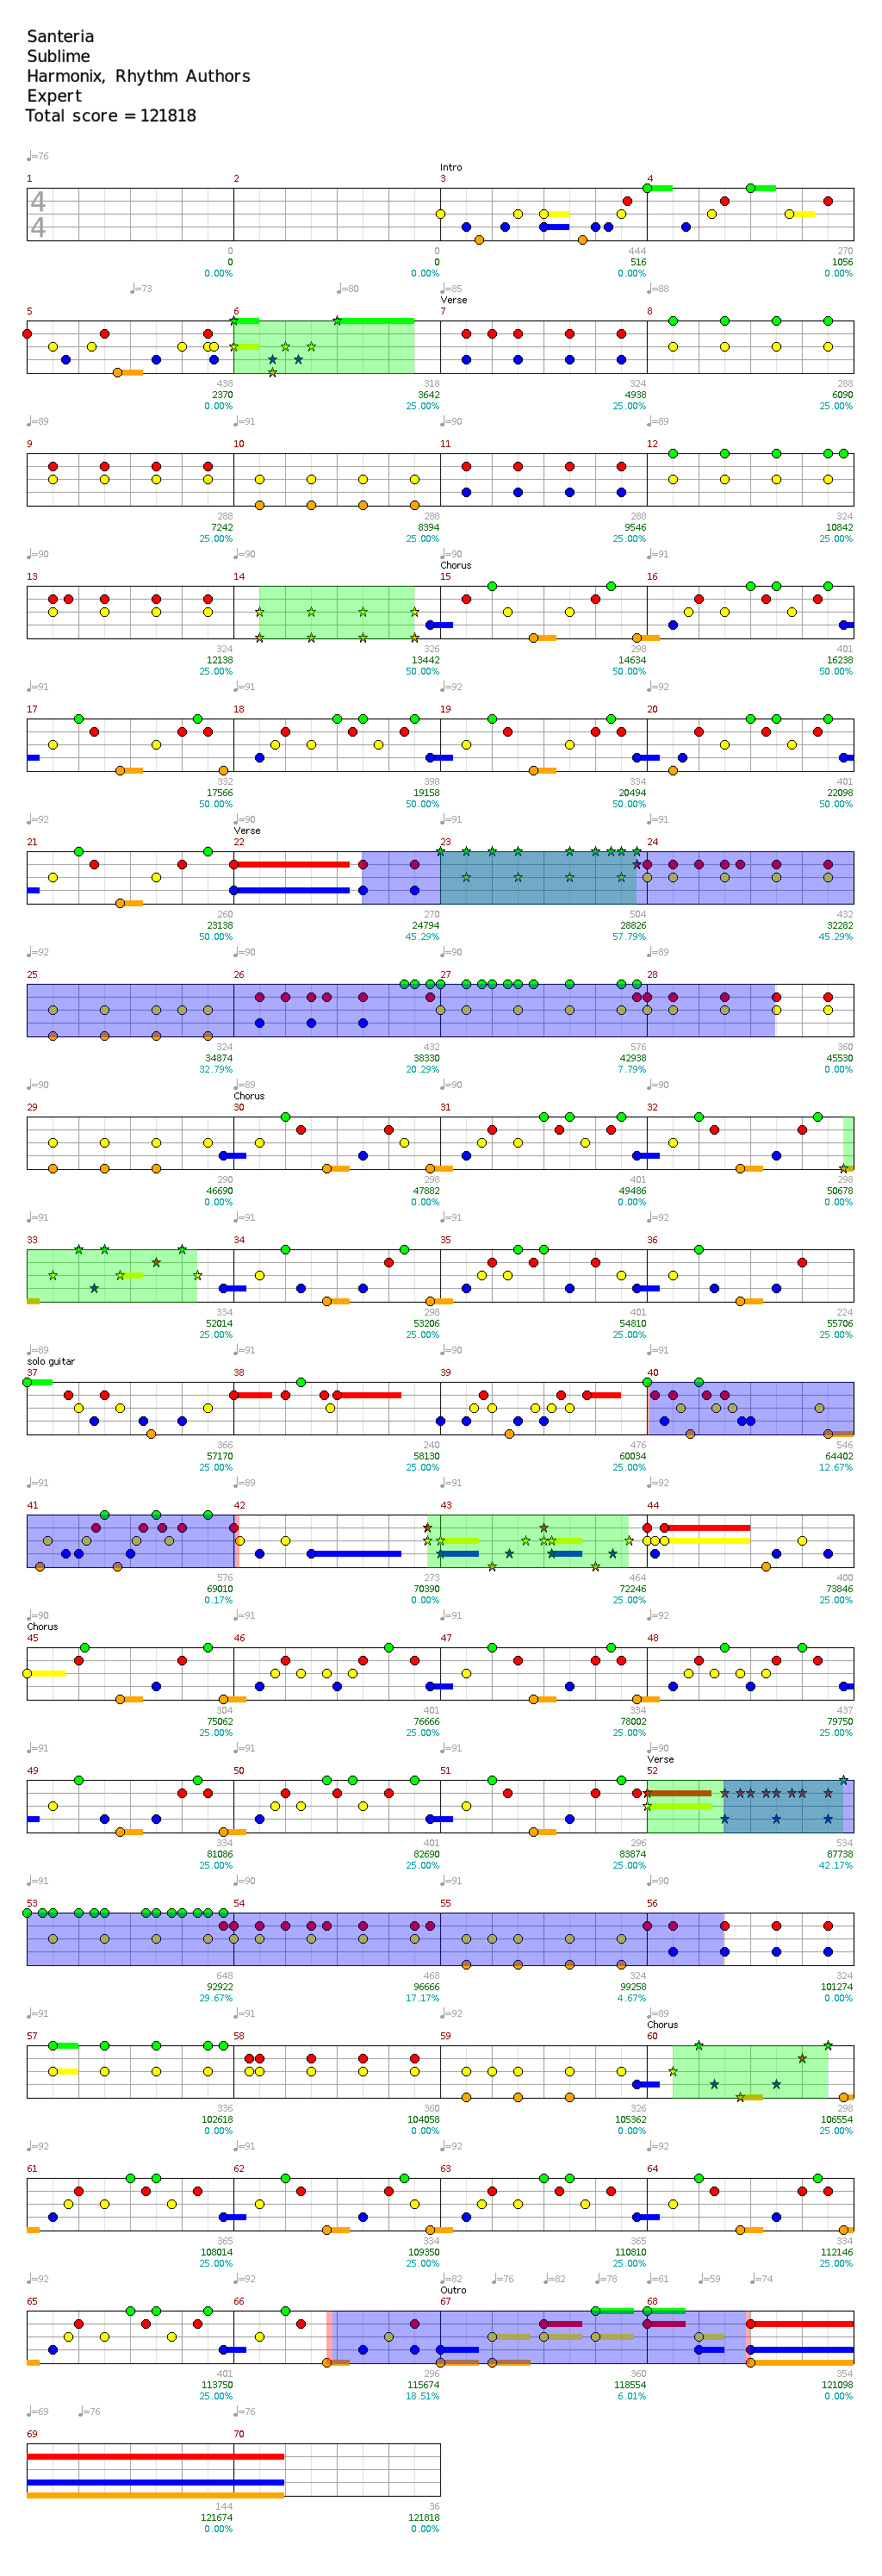 Santeria
Sublime
Harmonix, Rhythm Authors
Expert
Total score = 121818
♩=76
Intro
1 2 3 4
4
4
0 0 444 270
0 0 516 1056
0.00% 0.00% 0.00% 0.00%
♩=73 ♩=80 ♩=85 ♩=88
Verse
5 6 7 8
438 318 324 288
2370 3642 4938 6090
0.00% 25.00% 25.00% 25.00%
♩=89 ♩=91 ♩=90 ♩=89
9 10 11 12
288 288 288 324
7242 8394 9546 10842
25.00% 25.00% 25.00% 25.00%
♩=90 ♩=90 ♩=90 ♩=91
Chorus
13 14 15 16
324 326 298 401
12138 13442 14634 16238
25.00% 50.00% 50.00% 50.00%
♩=91 ♩=91 ♩=92 ♩=92
17 18 19 20
332 398 334 401
17566 19158 20494 22098
50.00% 50.00% 50.00% 50.00%
♩=92 ♩=90 ♩=91 ♩=91
Verse
21 22 23 24
260 270 504 432
23138 24794 28826 32282
50.00% 45.29% 57.79% 45.29%
♩=92 ♩=90 ♩=90 ♩=89
25 26 27 28
324 432 576 360
34874 38330 42938 45530
32.79% 20.29% 7.79% 0.00%
♩=90 ♩=89 ♩=90 ♩=90
Chorus
29 30 31 32
290 298 401 298
46690 47882 49486 50678
0.00% 0.00% 0.00% 0.00%
♩=91 ♩=91 ♩=91 ♩=92
33 34 35 36
334 298 401 224
52014 53206 54810 55706
25.00% 25.00% 25.00% 25.00%
♩=89 ♩=91 ♩=90 ♩=91
solo guitar
37 38 39 40
366 240 476 546
57170 58130 60034 64402
25.00% 25.00% 25.00% 12.67%
♩=91 ♩=89 ♩=91 ♩=92
41 42 43 44
576 273 464 400
69010 70390 72246 73846
0.17% 0.00% 25.00% 25.00%
♩=90 ♩=91 ♩=91 ♩=92
Chorus
45 46 47 48
304 401 334 437
75062 76666 78002 79750
25.00% 25.00% 25.00% 25.00%
♩=91 ♩=91 ♩=91 ♩=90
Verse
49 50 51 52
334 401 296 534
81086 82690 83874 87738
25.00% 25.00% 25.00% 42.17%
♩=91 ♩=90 ♩=91 ♩=90
53 54 55 56
648 468 324 324
92922 96666 99258 101274
29.67% 17.17% 4.67% 0.00%
♩=91 ♩=91 ♩=92 ♩=89
Chorus
57 58 59 60
336 360 326 298
102618 104058 105362 106554
0.00% 0.00% 0.00% 25.00%
♩=92 ♩=91 ♩=92 ♩=92
61 62 63 64
365 334 365 334
108014 109350 110810 112146
25.00% 25.00% 25.00% 25.00%
♩=92 ♩=92 ♩=82 ♩=76 ♩=82 ♩=78 ♩=61 ♩=59 ♩=74
Outro
65 66 67 68
401 296 360 354
113750 115674 118554 121098
25.00% 18.51% 6.01% 0.00%
♩=69 ♩=76 ♩=76
69 70
144 36
121674 121818
0.00% 0.00%